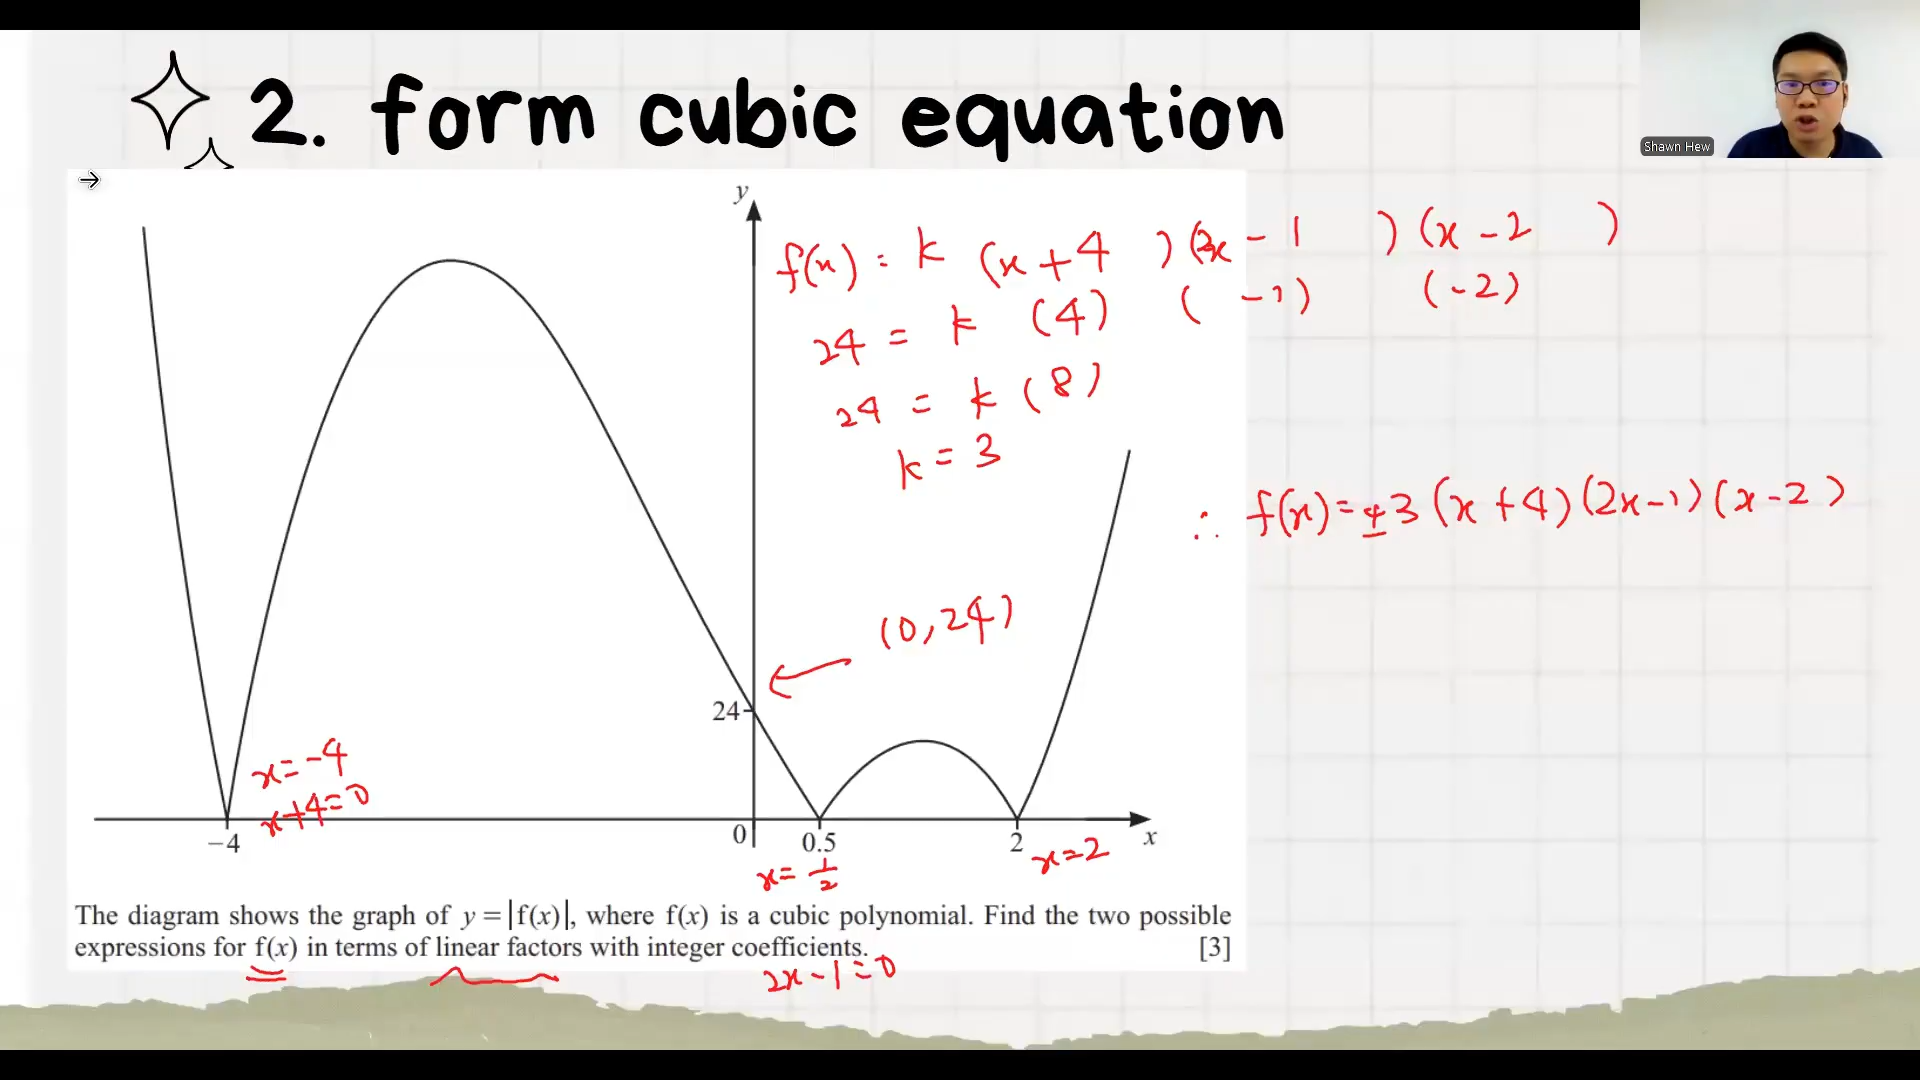 2. form cubic equation
Shawn Hew
y
f(x) = k (x+4 )(2x - 1 ) (x - 2 )
24 = k (4) ( -1) (-2)
24 = k (8)
k = 3
∴ f(x) = ±3 (x+4)(2x-1)(x-2)
(0,24)
24
x=-4
x+4=0
-4
0
0.5
2
x
x= 1/2
x=2
The diagram shows the graph of y = |f(x)|, where f(x) is a cubic polynomial. Find the two possible
expressions for f(x) in terms of linear factors with integer coefficients. [3]
2x-1=0